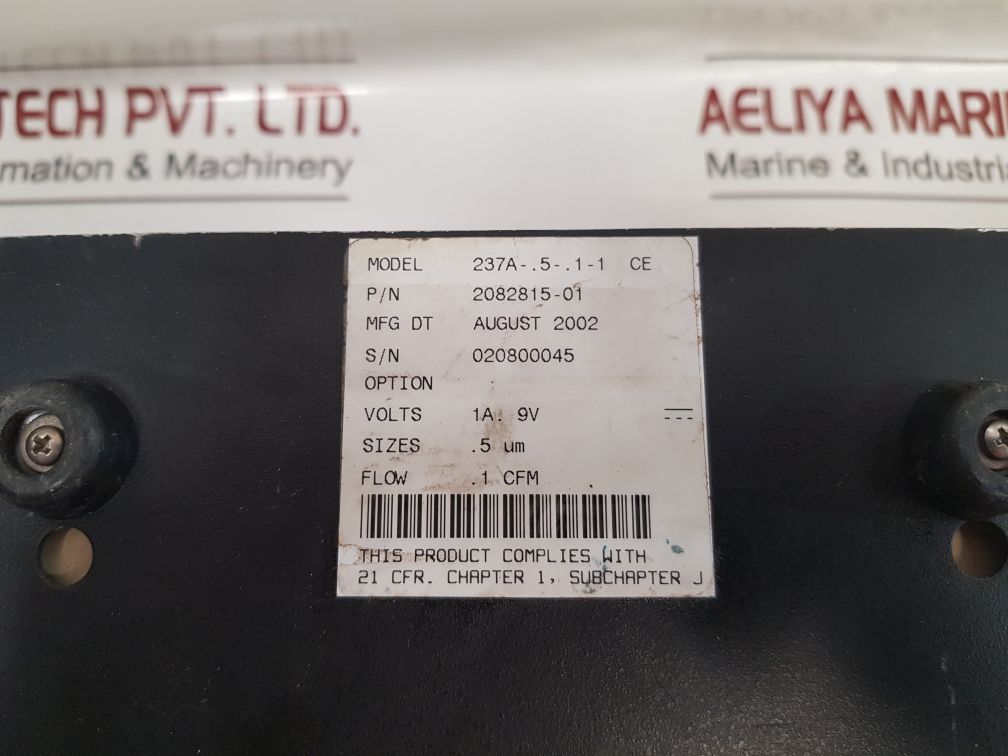 TECH PVT. LTD.
mation & Machinery
AELIYA MARI
Marine & Industria
MODEL 237A-.5-.1-1 CE
P/N 2082815-01
MFG DT AUGUST 2002
S/N 020800045
OPTION
VOLTS 1A. 9V
SIZES .5 um
FLOW .1 CFM
THIS PRODUCT COMPLIES WITH
21 CFR. CHAPTER 1, SUBCHAPTER J